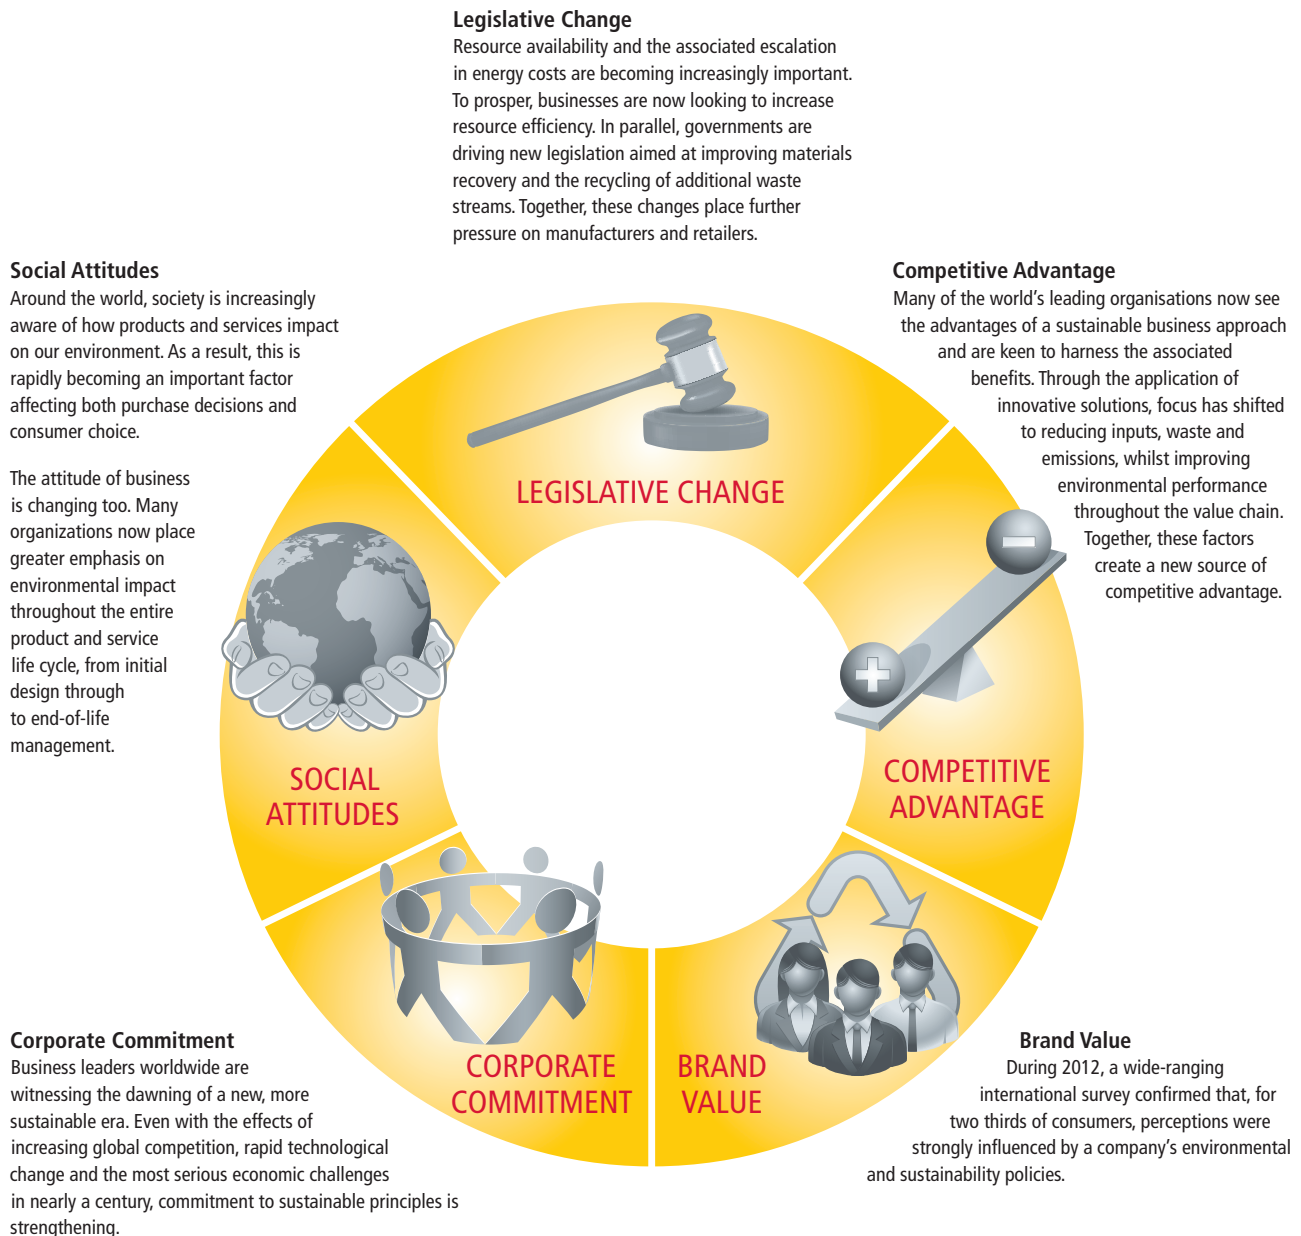 Legislative Change
Resource availability and the associated escalation
in energy costs are becoming increasingly important.
To prosper, businesses are now looking to increase
resource efficiency. In parallel, governments are
driving new legislation aimed at improving materials
recovery and the recycling of additional waste
streams. Together, these changes place further
pressure on manufacturers and retailers.
Social Attitudes
Around the world, society is increasingly
aware of how products and services impact
on our environment. As a result, this is
rapidly becoming an important factor
affecting both purchase decisions and
consumer choice.
The attitude of business
is changing too. Many
organizations now place
greater emphasis on
environmental impact
throughout the entire
product and service
life cycle, from initial
design through
to end-of-life
management.
Competitive Advantage
Many of the world's leading organisations now see
the advantages of a sustainable business approach
and are keen to harness the associated
benefits. Through the application of
innovative solutions, focus has shifted
to reducing inputs, waste and
emissions, whilst improving
environmental performance
throughout the value chain.
Together, these factors
create a new source of
competitive advantage.
LEGISLATIVE CHANGE
SOCIAL
ATTITUDES
COMPETITIVE
ADVANTAGE
CORPORATE
COMMITMENT
BRAND
VALUE
Corporate Commitment
Business leaders worldwide are
witnessing the dawning of a new, more
sustainable era. Even with the effects of
increasing global competition, rapid technological
change and the most serious economic challenges
in nearly a century, commitment to sustainable principles is
strengthening.
Brand Value
During 2012, a wide-ranging
international survey confirmed that, for
two thirds of consumers, perceptions were
strongly influenced by a company's environmental
and sustainability policies.